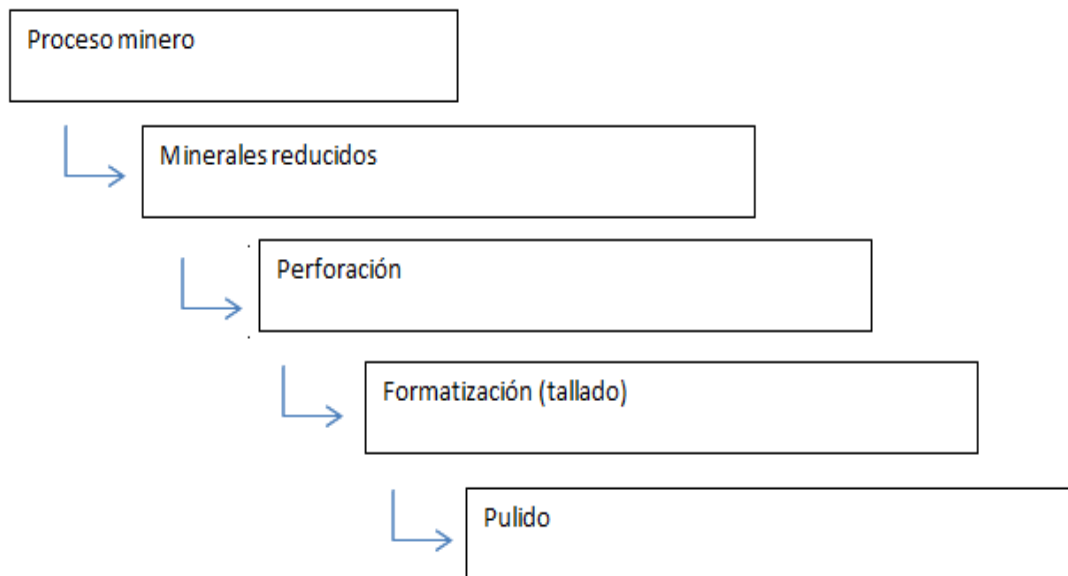 Proceso minero
Minerales reducidos
Perforación
Formatización (tallado)
Pulido